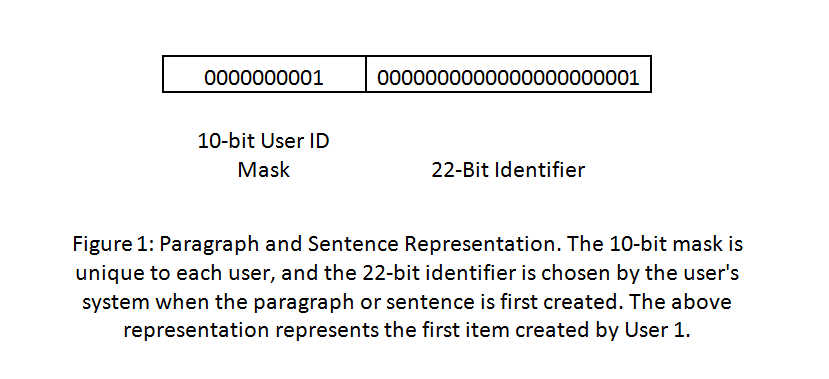 0000000001 0000000000000000000001
10-bit User ID
Mask 22-Bit Identifier
Figure 1: Paragraph and Sentence Representation. The 10-bit mask is
unique to each user, and the 22-bit identifier is chosen by the user's
system when the paragraph or sentence is first created. The above
representation represents the first item created by User 1.